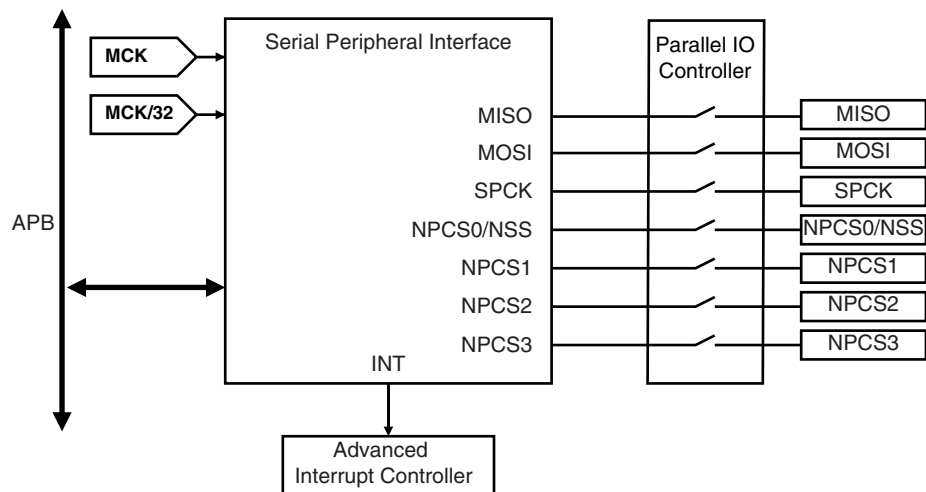 Serial Peripheral Interface
Parallel IO
Controller
MCK
MCK/32
APB
MISO
MOSI
SPCK
NPCS0/NSS
NPCS1
NPCS2
NPCS3
INT
MISO
MOSI
SPCK
NPCS0/NSS
NPCS1
NPCS2
NPCS3
Advanced
Interrupt Controller